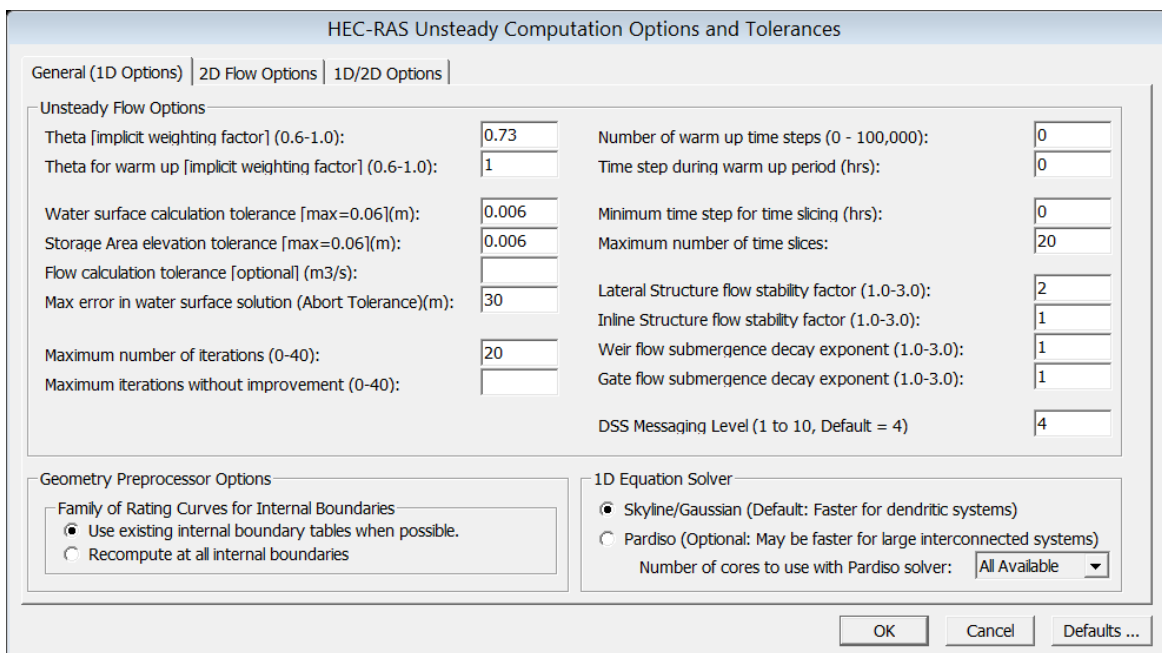 HEC-RAS Unsteady Computation Options and Tolerances
General (1D Options) 2D Flow Options 1D/2D Options
Unsteady Flow Options
Theta [implicit weighting factor] (0.6-1.0): 0.73
Theta for warm up [implicit weighting factor] (0.6-1.0): 1
Water surface calculation tolerance [max=0.06](m): 0.006
Storage Area elevation tolerance [max=0.06](m): 0.006
Flow calculation tolerance [optional] (m3/s):
Max error in water surface solution (Abort Tolerance)(m): 30
Maximum number of iterations (0-40): 20
Maximum iterations without improvement (0-40):
Number of warm up time steps (0 - 100,000): 0
Time step during warm up period (hrs): 0
Minimum time step for time slicing (hrs): 0
Maximum number of time slices: 20
Lateral Structure flow stability factor (1.0-3.0): 2
Inline Structure flow stability factor (1.0-3.0): 1
Weir flow submergence decay exponent (1.0-3.0): 1
Gate flow submergence decay exponent (1.0-3.0): 1
DSS Messaging Level (1 to 10, Default = 4) 4
Geometry Preprocessor Options
Family of Rating Curves for Internal Boundaries
Use existing internal boundary tables when possible.
Recompute at all internal boundaries
1D Equation Solver
Skyline/Gaussian (Default: Faster for dendritic systems)
Pardiso (Optional: May be faster for large interconnected systems)
Number of cores to use with Pardiso solver: All Available
OK Cancel Defaults ...